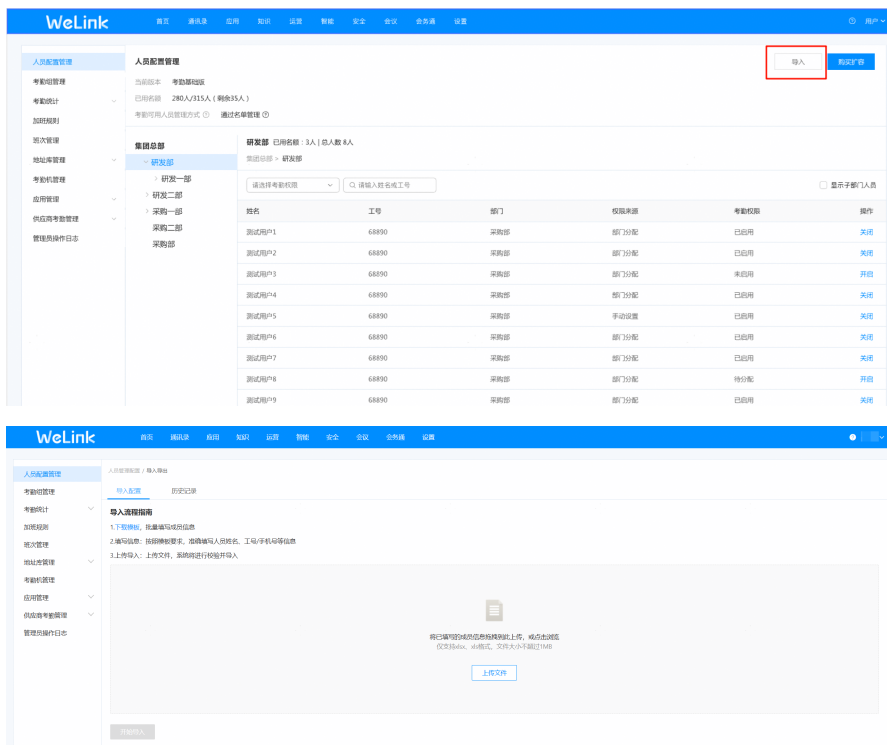 WeLink 首页 通讯录 应用 知识 运营 智能 安全 会议 会务通 设置 用户
人员配置管理
考勤组管理
考勤统计
加班规则
班次管理
地址库管理
考勤机管理
应用管理
供应商考勤管理
管理员操作日志
人员配置管理 导入 购买扩容
当前版本 考勤基础版
已用名额 280人/315人 ( 剩余35人 )
考勤可用人员管理方式 通过名单管理
集团总部
研发部
研发一部
研发二部
采购一部
采购二部
采购部
研发部 已用名额：3人 | 总人数 8人
集团总部 > 研发部
请选择考勤权限 请输入姓名或工号 显示子部门人员
姓名 工号 部门 权限来源 考勤权限 操作
测试用户1 68890 采购部 部门分配 已启用 关闭
测试用户2 68890 采购部 部门分配 已启用 关闭
测试用户3 68890 采购部 部门分配 未启用 开启
测试用户4 68890 采购部 部门分配 已启用 关闭
测试用户5 68890 采购部 手动设置 已启用 关闭
测试用户6 68890 采购部 部门分配 已启用 关闭
测试用户7 68890 采购部 部门分配 已启用 关闭
测试用户8 68890 采购部 部门分配 待分配 开启
测试用户9 68890 采购部 部门分配 已启用 关闭
WeLink 首页 通讯录 应用 知识 运营 智能 安全 会议 会务通 设置
人员配置管理
考勤组管理
考勤统计
加班规则
班次管理
地址库管理
考勤机管理
应用管理
供应商考勤管理
管理员操作日志
人员管理配置 / 导入导出
导入配置 历史记录
导入流程指南
1.下载模板，批量填写成员信息
2.填写信息：按照模板要求，准确填写人员姓名、工号/手机号等信息
3.上传导入：上传文件，系统将进行校验并导入
将已填写的成员信息拖拽到此上传，或点击浏览
仅支持xlsx、xls格式，文件大小不超过1MB
上传文件
开始导入